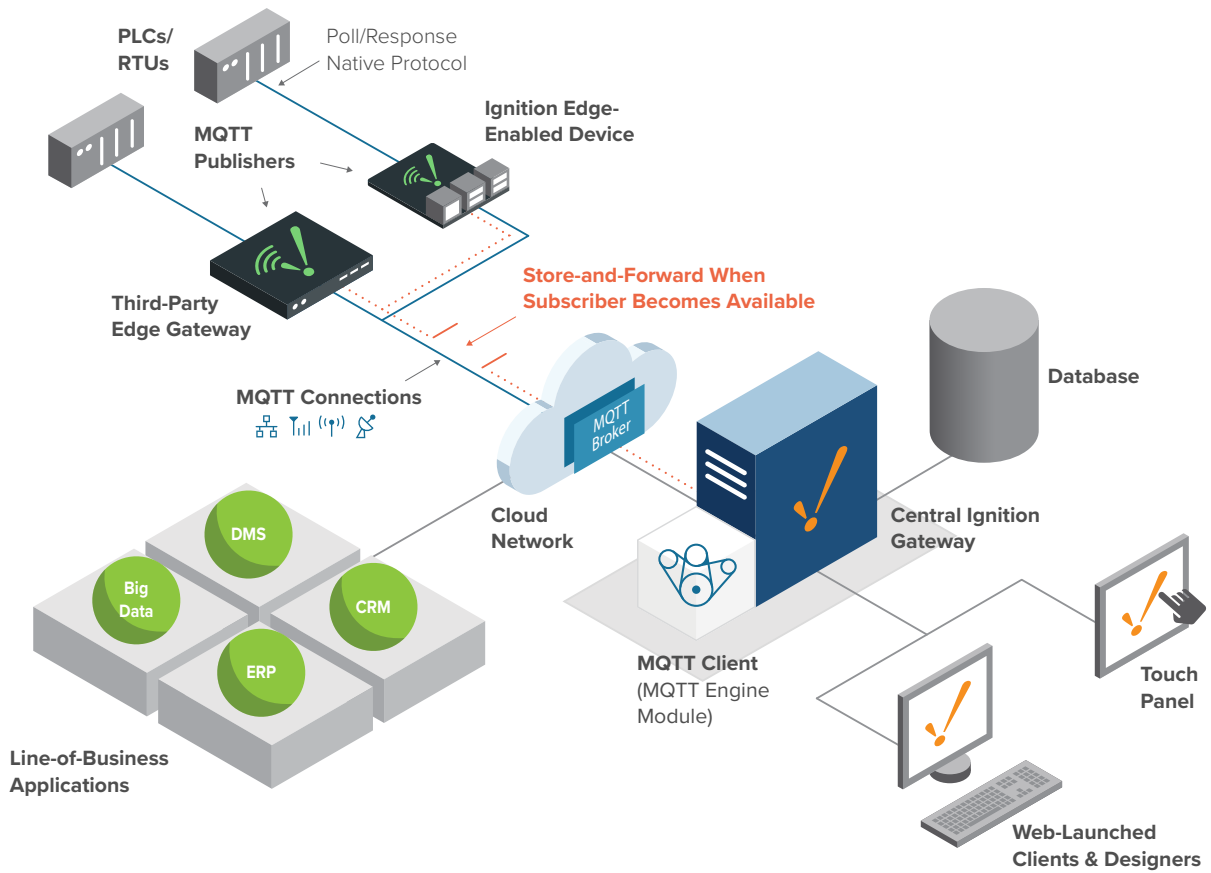 PLCs/
RTUs
Poll/Response
Native Protocol
Ignition Edge-
Enabled Device
MQTT
Publishers
Third-Party
Edge Gateway
Store-and-Forward When
Subscriber Becomes Available
MQTT Connections
MQTT
Broker
Database
Cloud
Network
Central Ignition
Gateway
DMS
Big
Data
CRM
ERP
MQTT Client
(MQTT Engine
Module)
Touch
Panel
Line-of-Business
Applications
Web-Launched
Clients & Designers